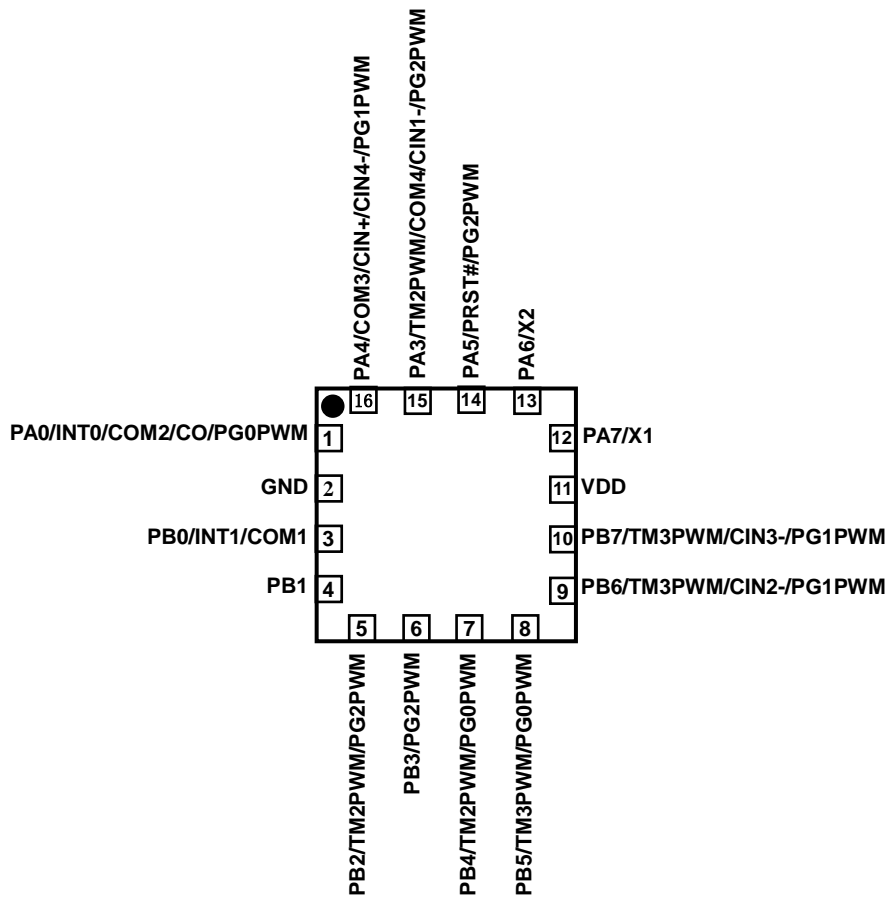 PA4/COM3/CIN+/CIN4-/PG1PWM
PA3/TM2PWM/COM4/CIN1-/PG2PWM
PA5/PRST#/PG2PWM
PA6/X2
16
15
14
13
PA0/INT0/COM2/CO/PG0PWM
1
12
PA7/X1
GND
2
11
VDD
PB0/INT1/COM1
3
10
PB7/TM3PWM/CIN3-/PG1PWM
PB1
4
9
PB6/TM3PWM/CIN2-/PG1PWM
5
6
7
8
PB2/TM2PWM/PG2PWM
PB3/PG2PWM
PB4/TM2PWM/PG0PWM
PB5/TM3PWM/PG0PWM